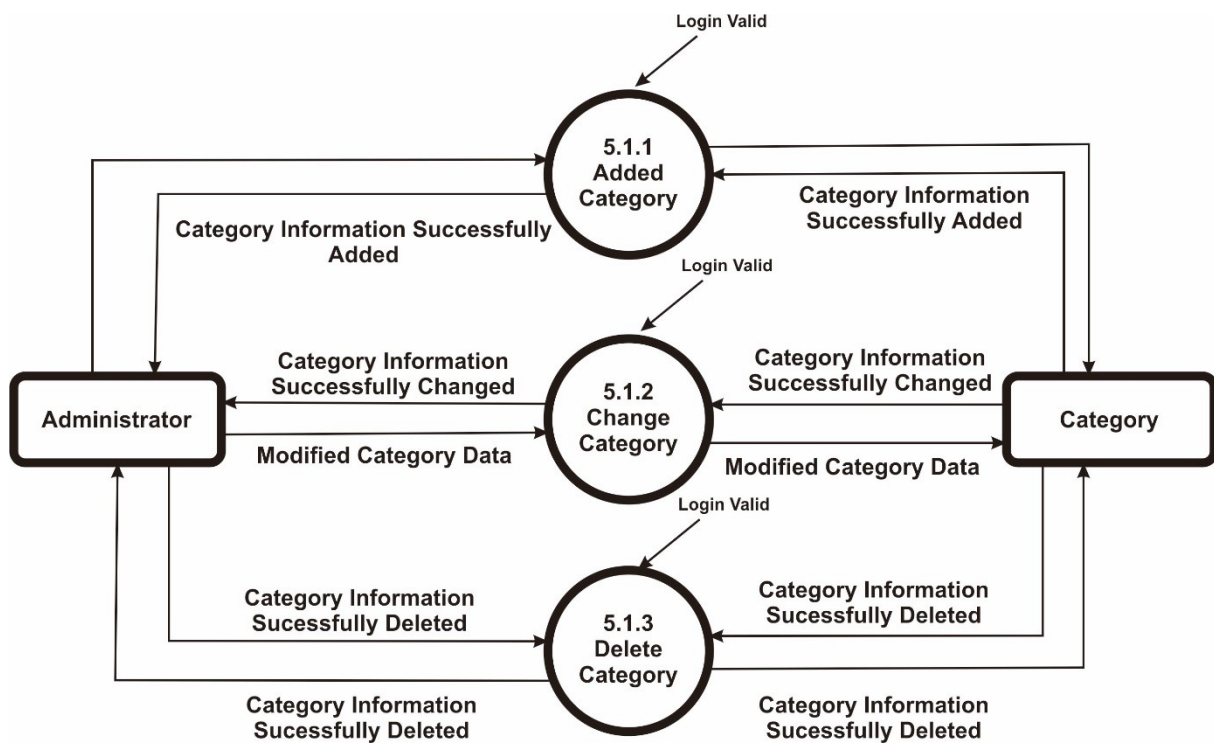 Login Valid
5.1.1
Added
Category
Category Information Successfully
Added
Category Information
Successfully Added
Login Valid
Category Information
Successfully Changed
Category Information
Successfully Changed
5.1.2
Change
Category
Administrator
Category
Modified Category Data
Modified Category Data
Login Valid
Category Information
Sucessfully Deleted
Category Information
Sucessfully Deleted
5.1.3
Delete
Category
Category Information
Sucessfully Deleted
Category Information
Sucessfully Deleted